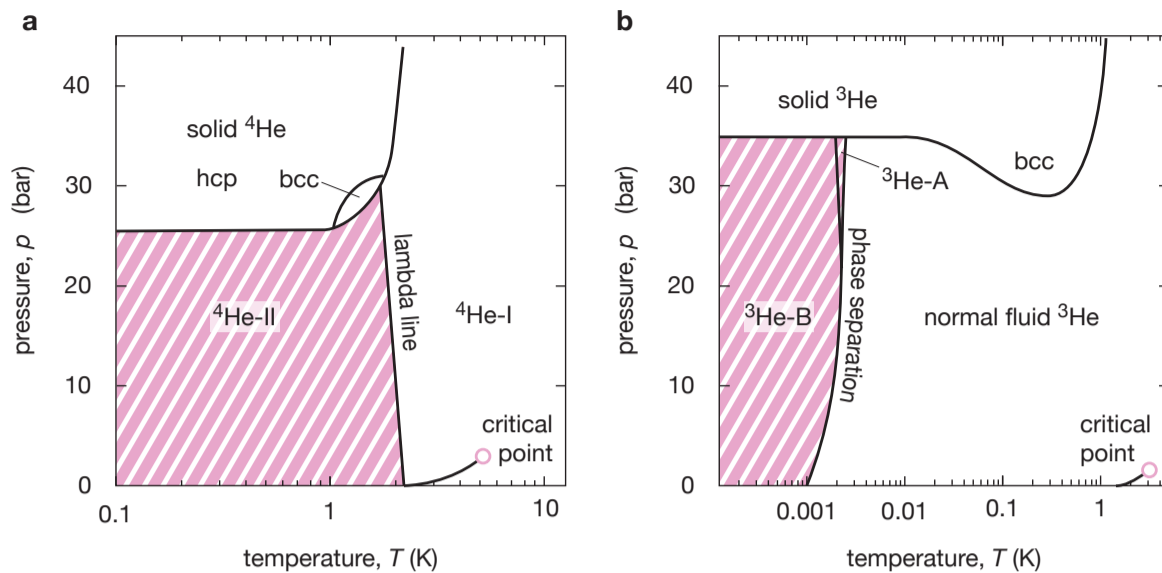 a
40
30
20
10
0
0.1
1
10
pressure, p (bar)
temperature, T (K)
solid ⁴He
hcp
bcc
⁴He-II
lambda line
⁴He-I
critical
point
b
40
30
20
10
0
0.001
0.01
0.1
1
pressure, p (bar)
temperature, T (K)
solid ³He
bcc
³He-A
³He-B
phase separation
normal fluid ³He
critical
point